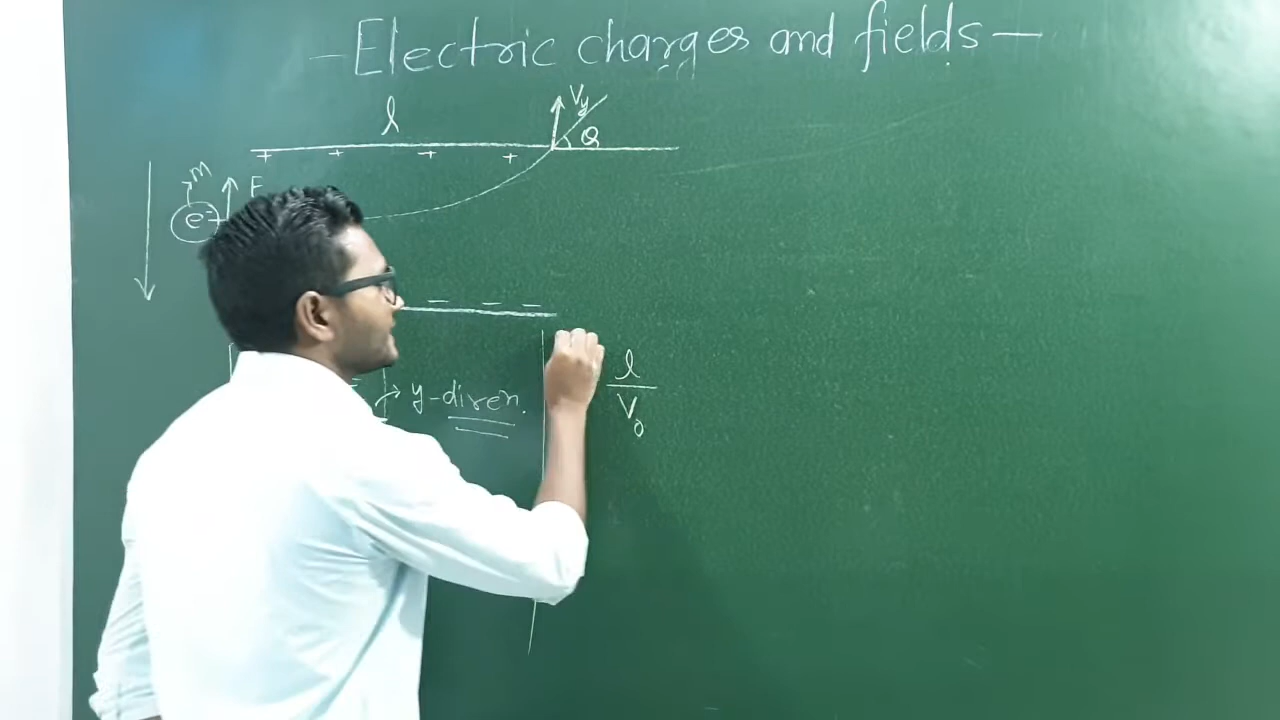 — Electric charges and fields —
l
Vy
θ
+ + + +
m
F
e-
- - -
y-diren.
l
V0